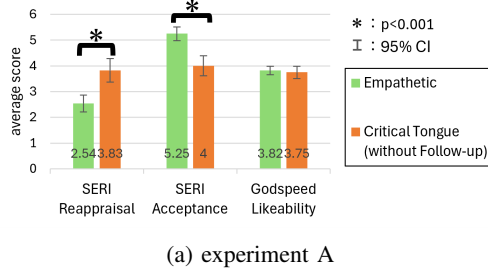 6
5
4
3
2
1
0
average score
*
*
2.54 3.83
5.25 4
3.82 3.75
SERI
Reappraisal
SERI
Acceptance
Godspeed
Likeability
* : p<0.001
: 95% CI
Empathetic
Critical Tongue
(without Follow-up)
(a) experiment A